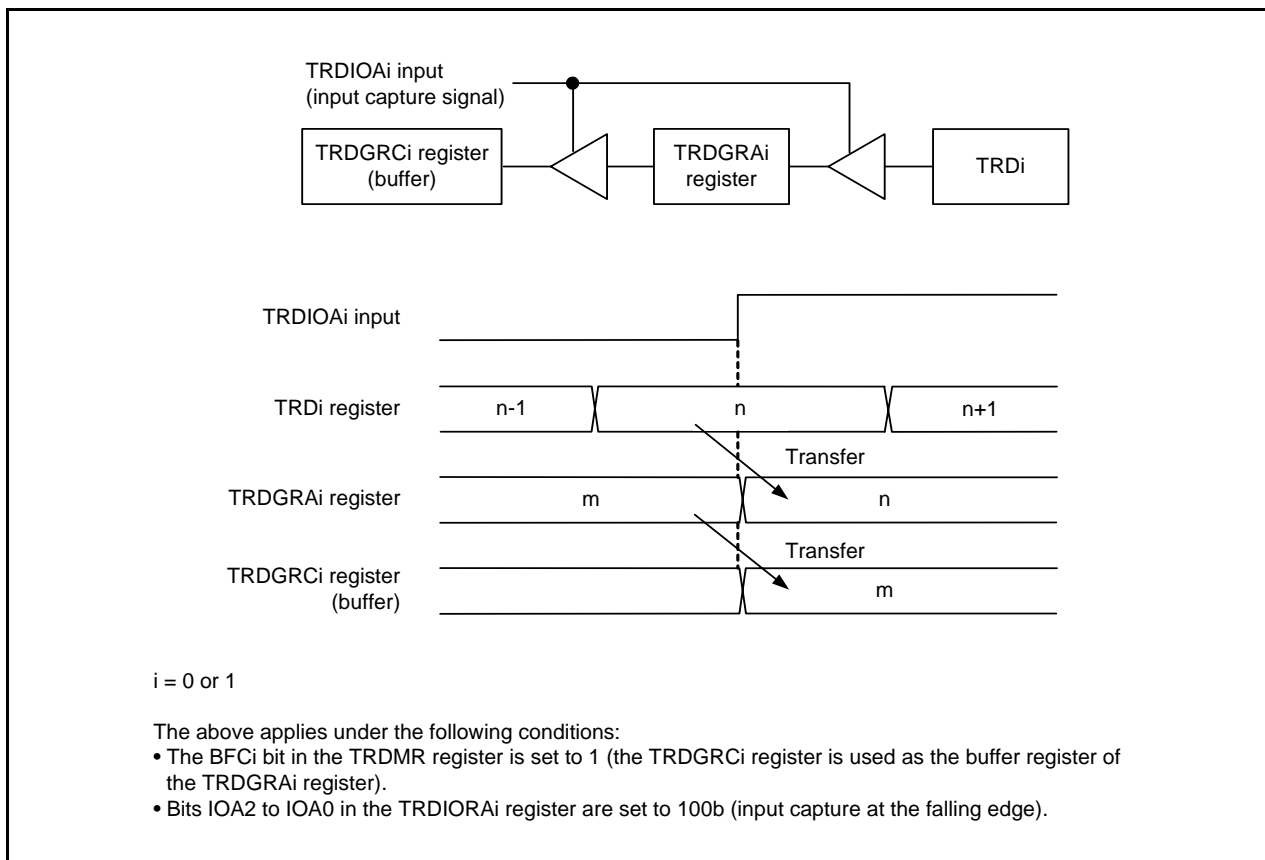 TRDIOAi input
(input capture signal)
TRDGRCi register
(buffer)
TRDGRAi
register
TRDi
TRDIOAi input
TRDi register
n-1
n
n+1
Transfer
TRDGRAi register
m
n
Transfer
TRDGRCi register
(buffer)
m
i = 0 or 1
The above applies under the following conditions:
• The BFCi bit in the TRDMR register is set to 1 (the TRDGRCi register is used as the buffer register of
the TRDGRAi register).
• Bits IOA2 to IOA0 in the TRDIORAi register are set to 100b (input capture at the falling edge).